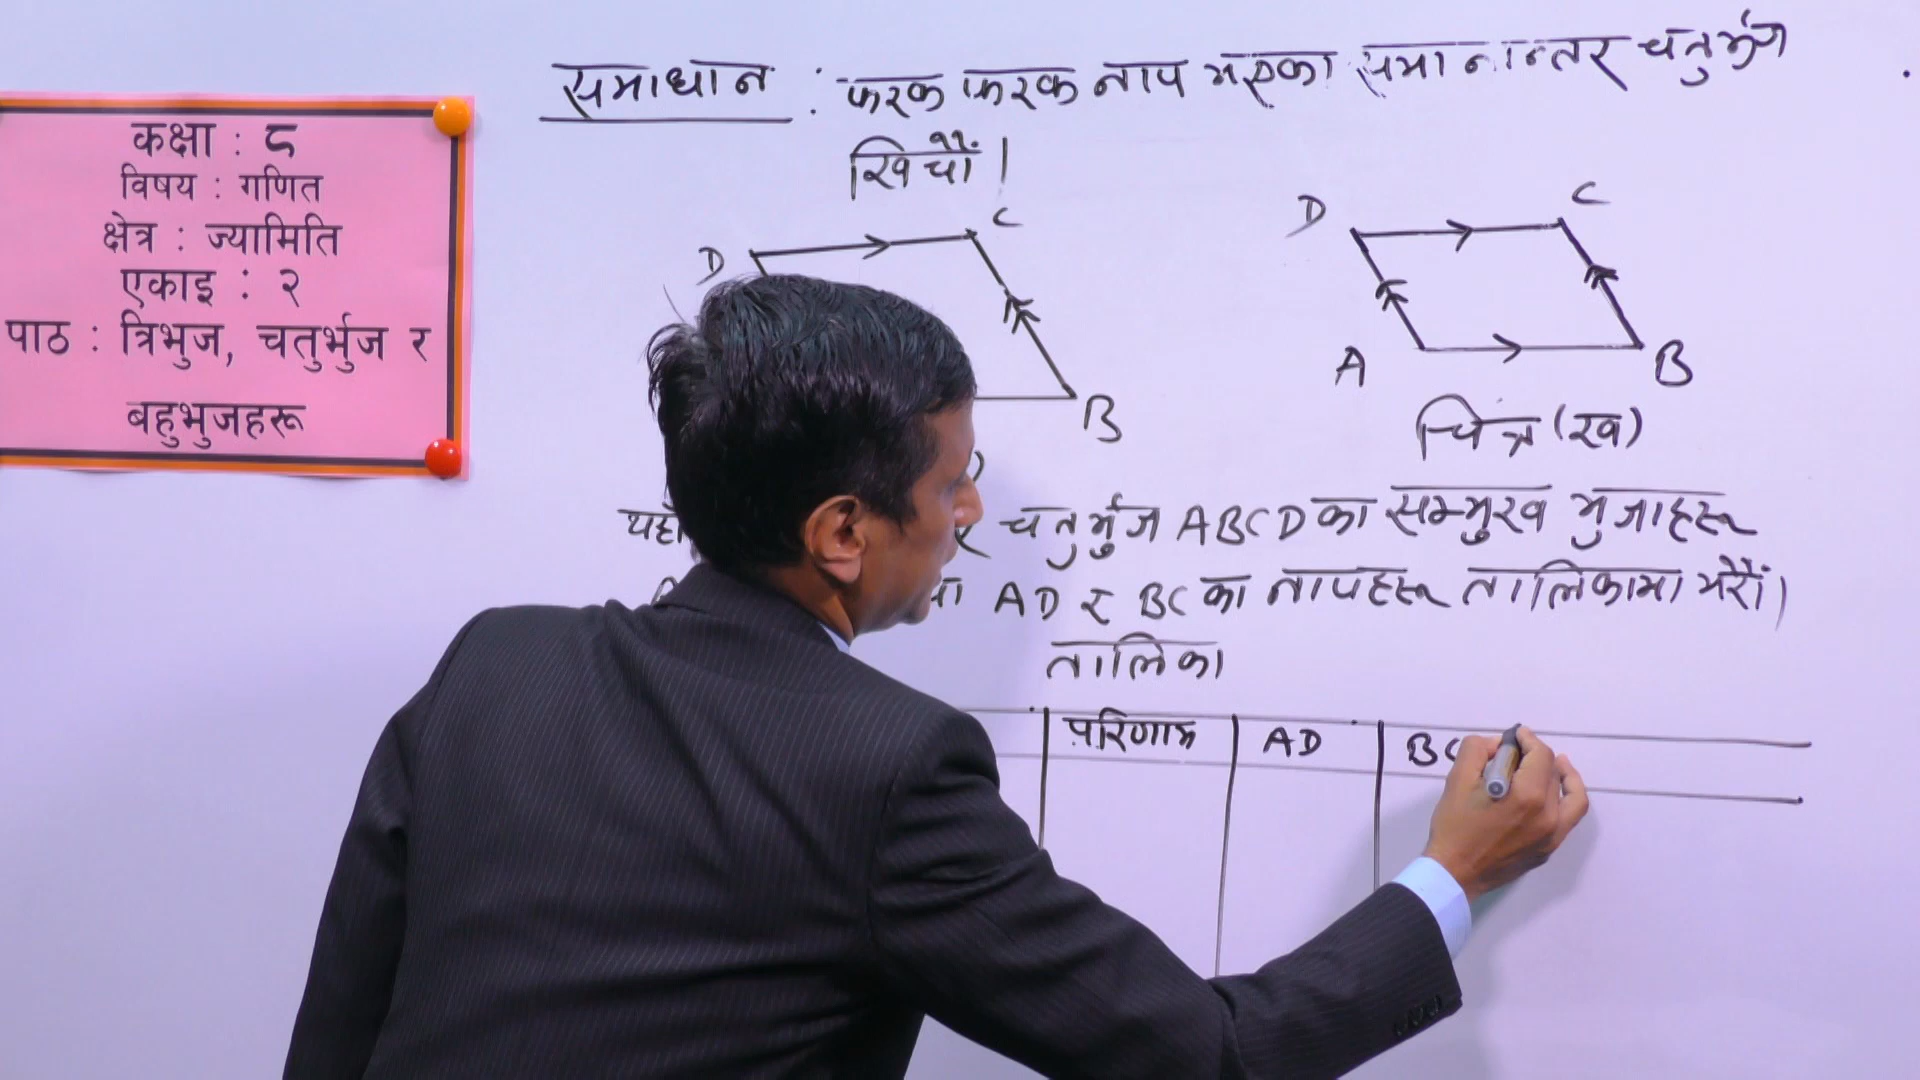 कक्षा : ८
विषय : गणित
क्षेत्र : ज्यामिति
एकाइ : २
पाठ : त्रिभुज, चतुर्भुज र
बहुभुजहरू
समाधान : फरक फरक नाप भएका समानान्तर चतुर्भुज
खिचौं ।
D C
B
D C
A B
चित्र (ख)
चतुर्भुज ABCD का सम्मुख भुजाहरू
AD र BC का नापहरू तालिकामा भरौं ।
तालिका
परिणाम AD BC